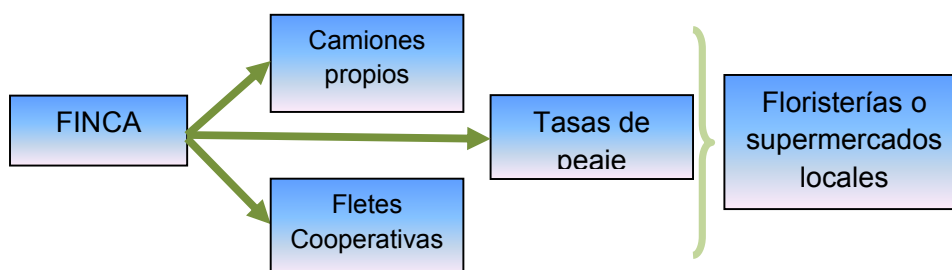 Camiones
propios
FINCA
Tasas de
peaje
Floristerías o
supermercados
locales
Fletes
Cooperativas